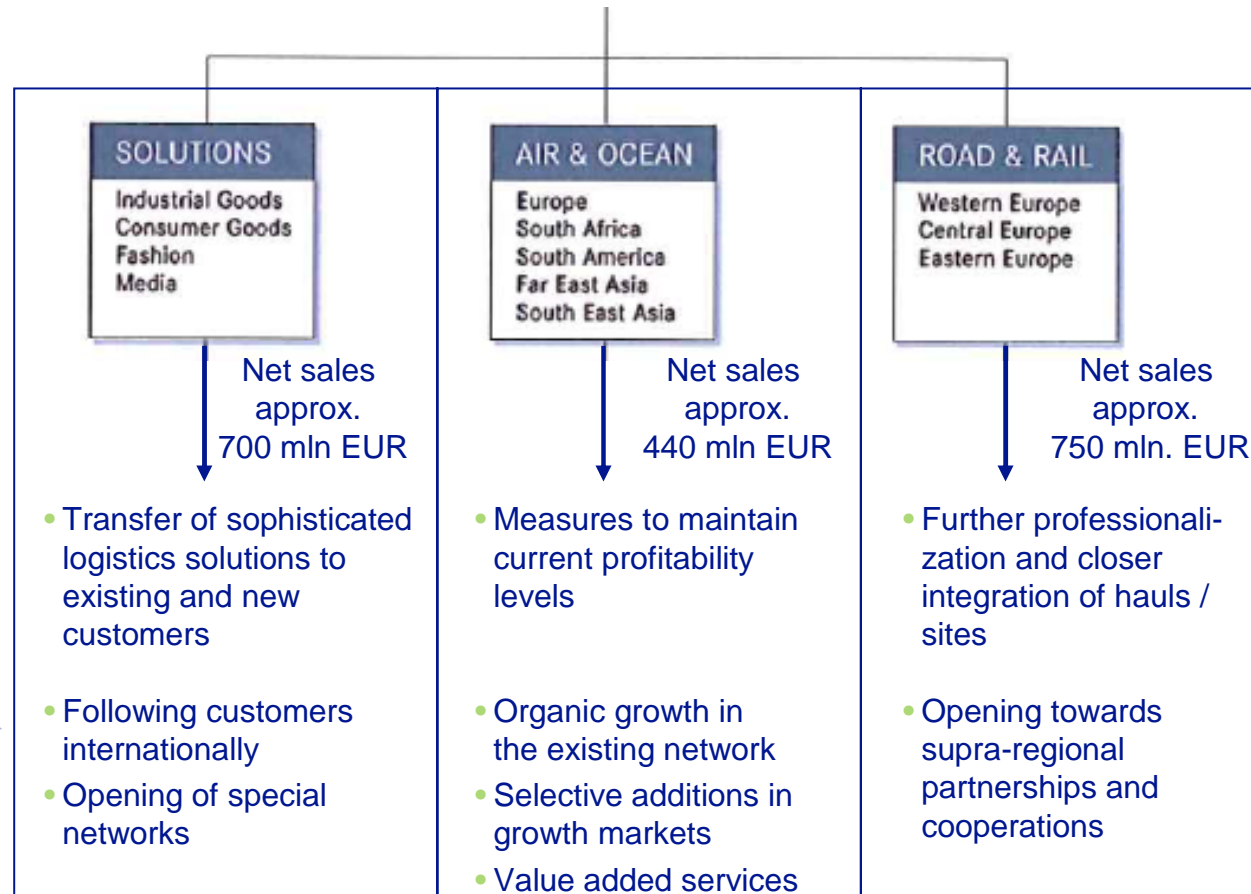 SOLUTIONS
Industrial Goods
Consumer Goods
Fashion
Media
Net sales
approx.
700 mln EUR
• Transfer of sophisticated
logistics solutions to
existing and new
customers
• Following customers
internationally
• Opening of special
networks
AIR & OCEAN
Europe
South Africa
South America
Far East Asia
South East Asia
Net sales
approx.
440 mln EUR
• Measures to maintain
current profitability
levels
• Organic growth in
the existing network
• Selective additions in
growth markets
• Value added services
ROAD & RAIL
Western Europe
Central Europe
Eastern Europe
Net sales
approx.
750 mln. EUR
• Further professionali-
zation and closer
integration of hauls /
sites
• Opening towards
supra-regional
partnerships and
cooperations